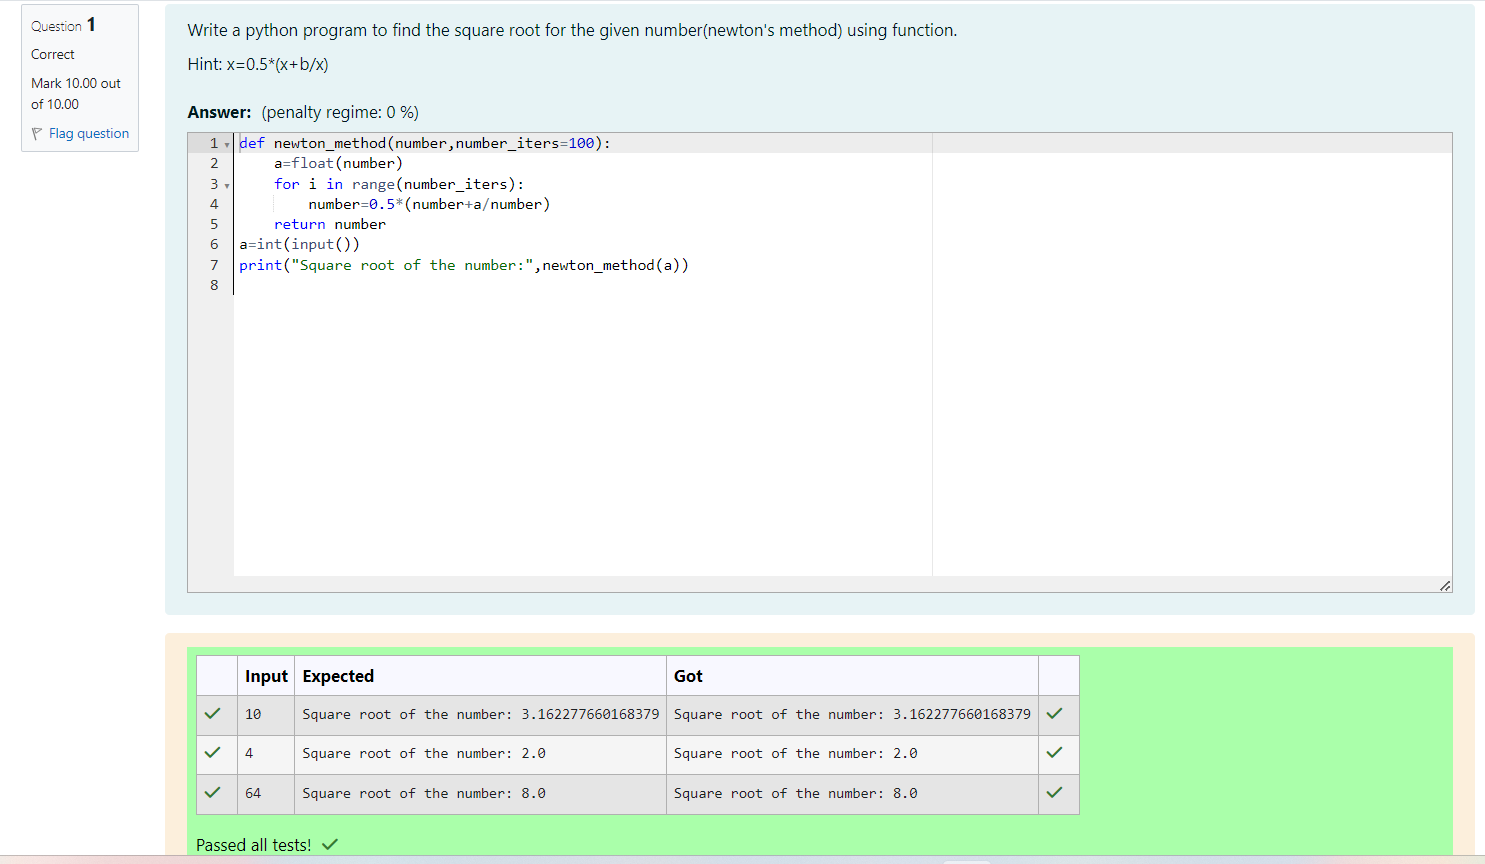 Question 1
Correct
Mark 10.00 out
of 10.00
Flag question
Write a python program to find the square root for the given number(newton's method) using function.
Hint: x=0.5*(x+b/x)
Answer: (penalty regime: 0 %)
1 def newton_method(number,number_iters=100):
2     a=float(number)
3     for i in range(number_iters):
4         number=0.5*(number+a/number)
5     return number
6 a=int(input())
7 print("Square root of the number:",newton_method(a))
8
Input Expected Got
10 Square root of the number: 3.162277660168379 Square root of the number: 3.162277660168379
4 Square root of the number: 2.0 Square root of the number: 2.0
64 Square root of the number: 8.0 Square root of the number: 8.0
Passed all tests!